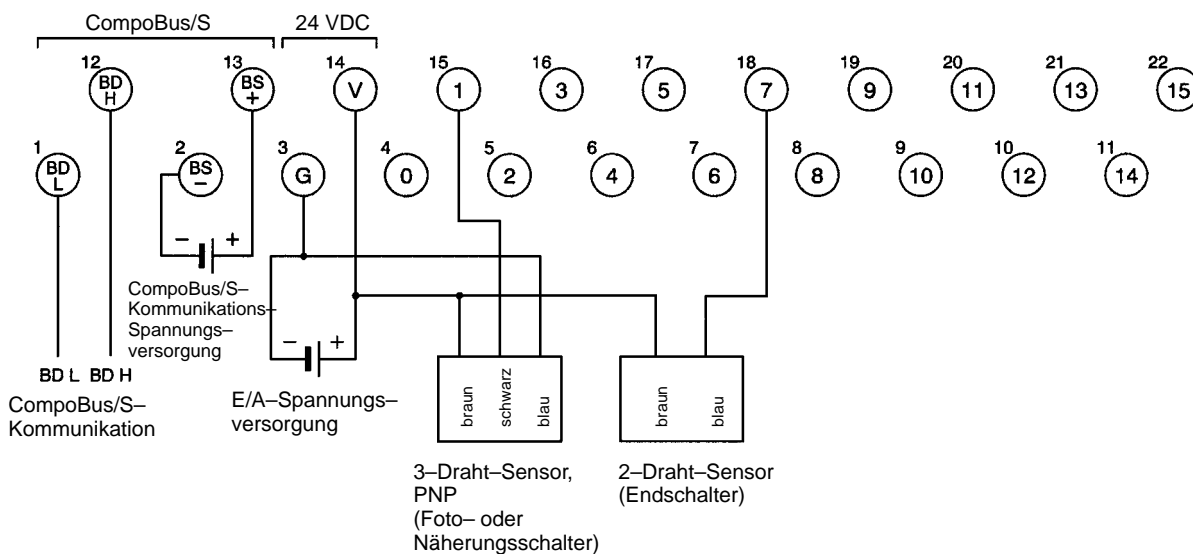 CompoBus/S 24 VDC
12 13 14 15 16 17 18 19 20 21 22
BD H BS + V 1 3 5 7 9 11 13 15
1 2 3 4 5 6 7 8 9 10 11
BD L BS – G 0 2 4 6 8 10 12 14
– +
CompoBus/S–
Kommunikations–
Spannungs–
versorgung
– +
BD L BD H
CompoBus/S–
Kommunikation
E/A–Spannungs–
versorgung
braun schwarz blau
braun blau
3–Draht–Sensor,
PNP
(Foto– oder
Näherungsschalter)
2–Draht–Sensor
(Endschalter)